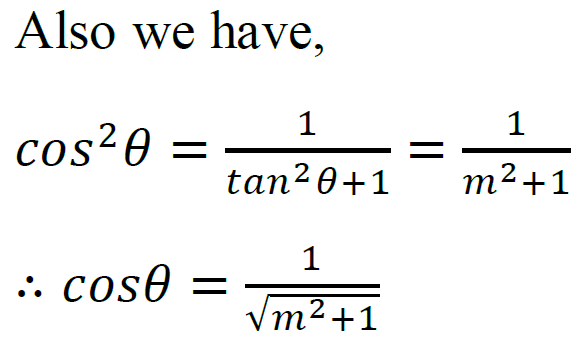 Also we have,
cos²θ = 1/(tan²θ+1) = 1/(m²+1)
∴ cosθ = 1/√(m²+1)